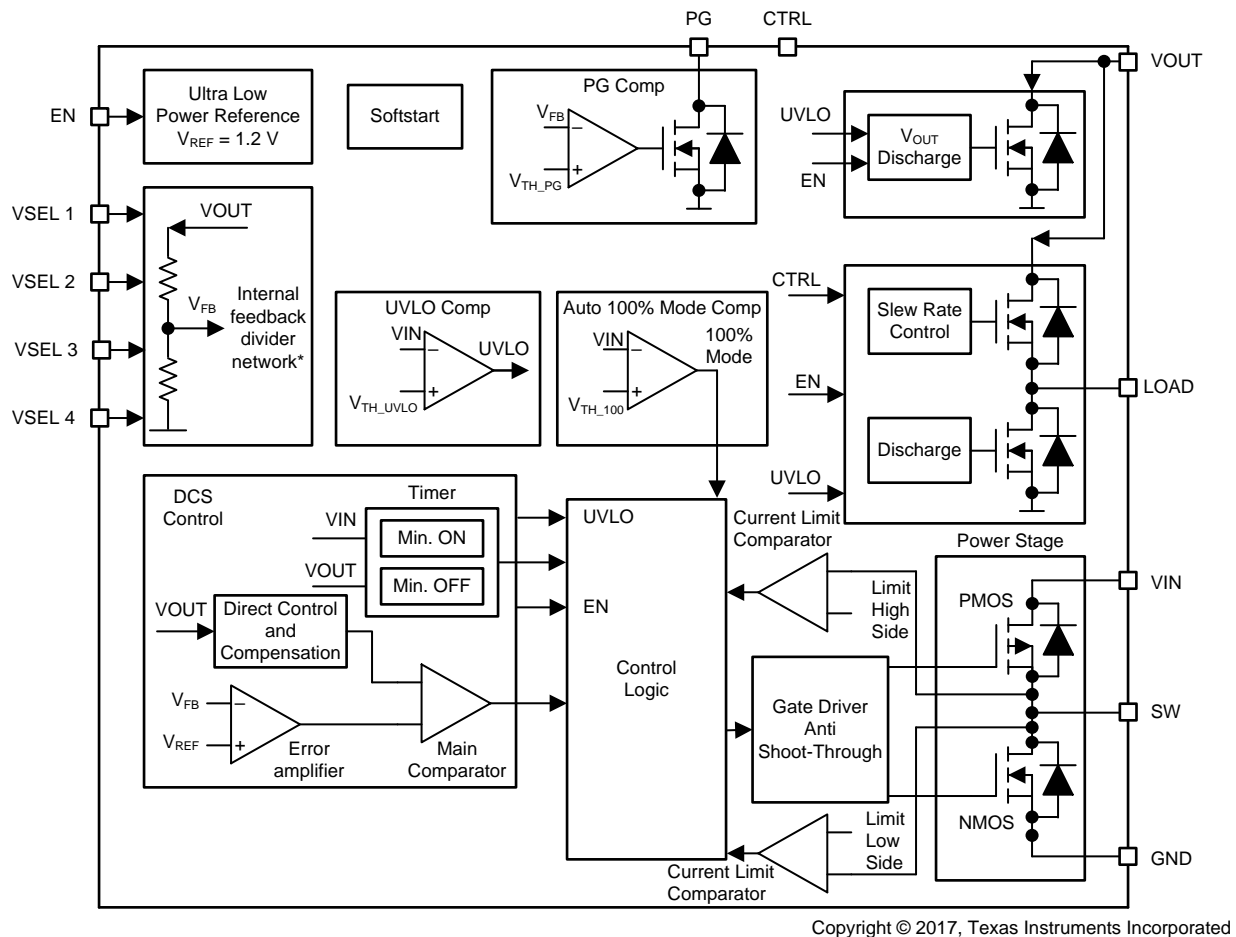 PG
CTRL
VOUT
EN
Ultra Low
Power Reference
VREF = 1.2 V
Softstart
PG Comp
VFB
−
VTH_PG
+
UVLO
EN
VOUT
Discharge
VSEL 1
VSEL 2
VSEL 3
VSEL 4
VOUT
VFB
Internal
feedback
divider
network*
UVLO Comp
VIN
−
UVLO
+
VTH_UVLO
Auto 100% Mode Comp
VIN
−
100%
Mode
+
VTH_100
CTRL
EN
UVLO
Slew Rate
Control
Discharge
LOAD
DCS
Control
Timer
VIN
Min. ON
VOUT
Min. OFF
VOUT
Direct Control
and
Compensation
VFB
−
VREF
+
Error
amplifier
Main
Comparator
UVLO
EN
Control
Logic
Current Limit
Comparator
Limit
High
Side
Gate Driver
Anti
Shoot-Through
Limit
Low
Side
Current Limit
Comparator
Power Stage
PMOS
NMOS
VIN
SW
GND
Copyright © 2017, Texas Instruments Incorporated